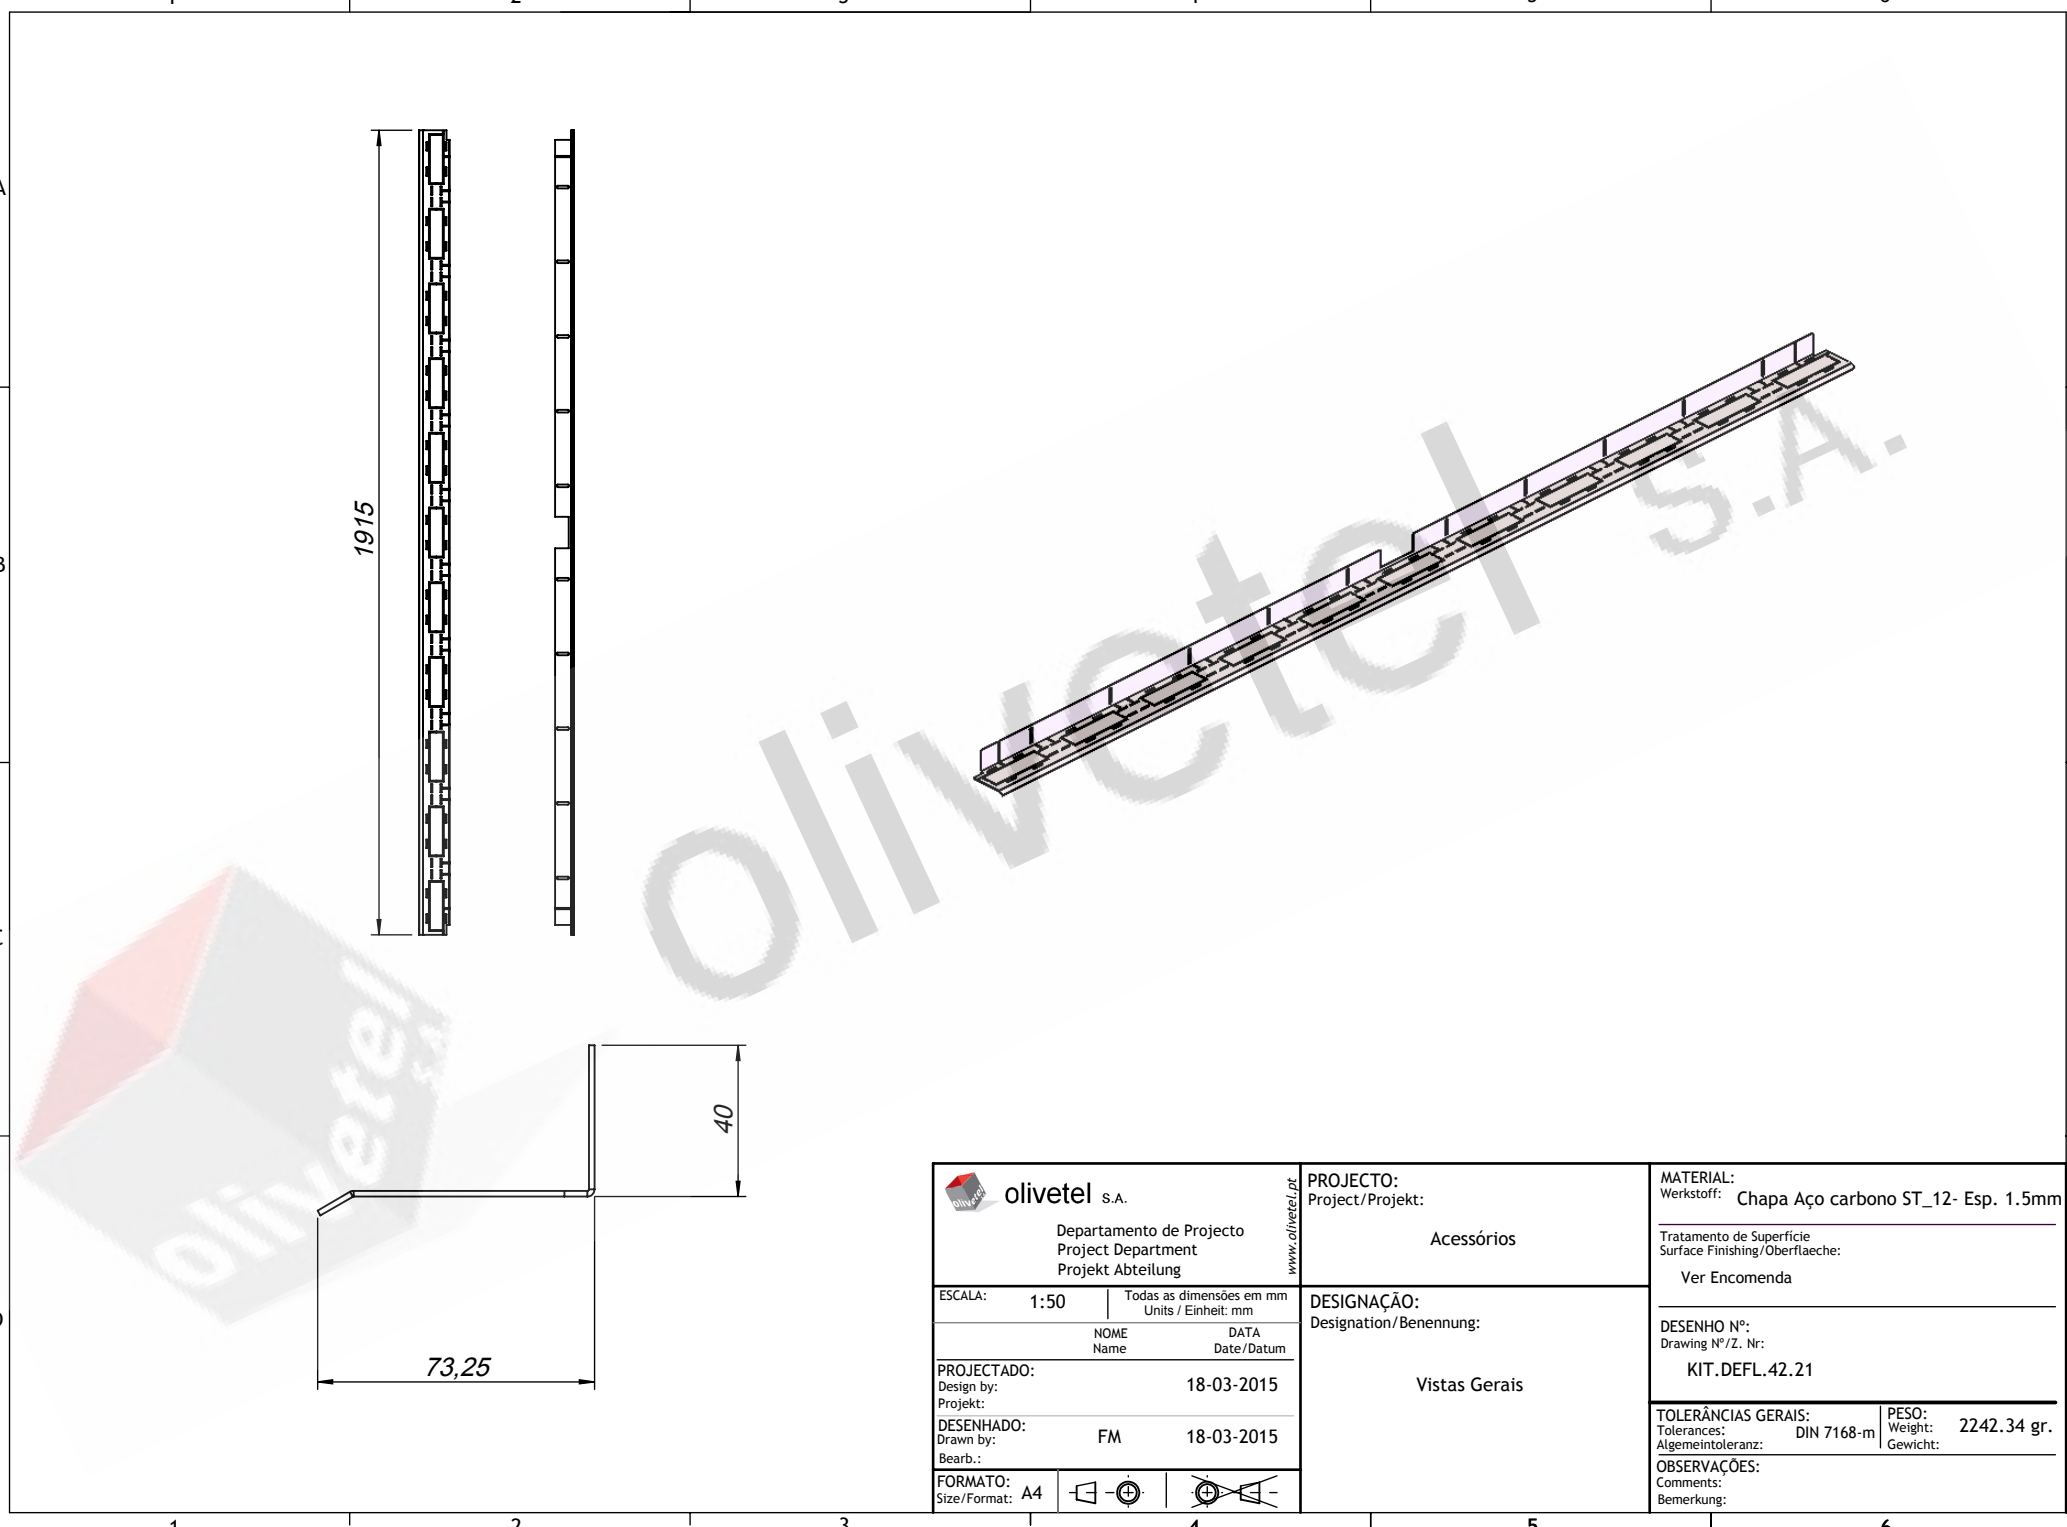 2
A
B
C
D
1915
40
73,25
olivetel s.A.
olivetel S.A.
olivetel S.A.
Departamento de Projecto
Project Department
Projekt Abteilung
www.olivetel.pt
PROJECTO:
Project/Projekt:
Acessórios
MATERIAL:
Werkstoff: Chapa Aço carbono ST_12- Esp. 1.5mm
Tratamento de Superfície
Surface Finishing/Oberflaeche:
Ver Encomenda
ESCALA: 1:50
Todas as dimensões em mm
Units / Einheit: mm
NOME DATA
Name Date/Datum
PROJECTADO:
Design by: 18-03-2015
Projekt:
DESENHADO:
Drawn by: FM 18-03-2015
Bearb.:
FORMATO:
Size/Format: A4
DESIGNAÇÃO:
Designation/Benennung:
Vistas Gerais
DESENHO Nº:
Drawing Nº/Z. Nr:
KIT.DEFL.42.21
TOLERÂNCIAS GERAIS:
Tolerances: DIN 7168-m
Algemeintoleranz:
PESO:
Weight: 2242.34 gr.
Gewicht:
OBSERVAÇÕES:
Comments:
Bemerkung:
1 2 3 4 5 6